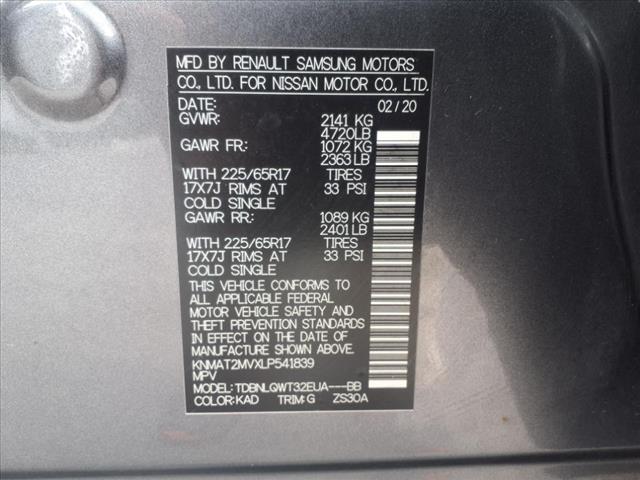 MFD BY RENAULT SAMSUNG MOTORS
CO., LTD. FOR NISSAN MOTOR CO., LTD.
DATE: 02/20
GVWR: 2141 KG
4720LB
GAWR FR: 1072 KG
2363LB
WITH 225/65R17 TIRES
17X7J RIMS AT 33 PSI
COLD SINGLE
GAWR RR: 1089 KG
2401LB
WITH 225/65R17 TIRES
17X7J RIMS AT 33 PSI
COLD SINGLE
THIS VEHICLE CONFORMS TO
ALL APPLICABLE FEDERAL
MOTOR VEHICLE SAFETY AND
THEFT PREVENTION STANDARDS
IN EFFECT ON THE DATE OF
MANUFACTURE SHOWN ABOVE.
KNMAT2MVXLP541839
MPV
MODEL: TDBNLQWT32EUA---BB
COLOR: KAD TRIM: G ZS30A